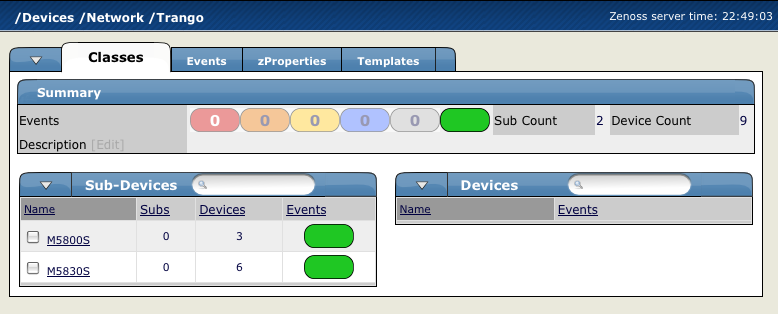 /Devices /Network /Trango
Zenoss server time: 22:49:03
Classes Events zProperties Templates
Summary
Events 0 0 0 0 0 Sub Count 2 Device Count 9
Description [Edit]
Sub-Devices
Name Subs Devices Events
M5800S 0 3
M5830S 0 6
Devices
Name Events